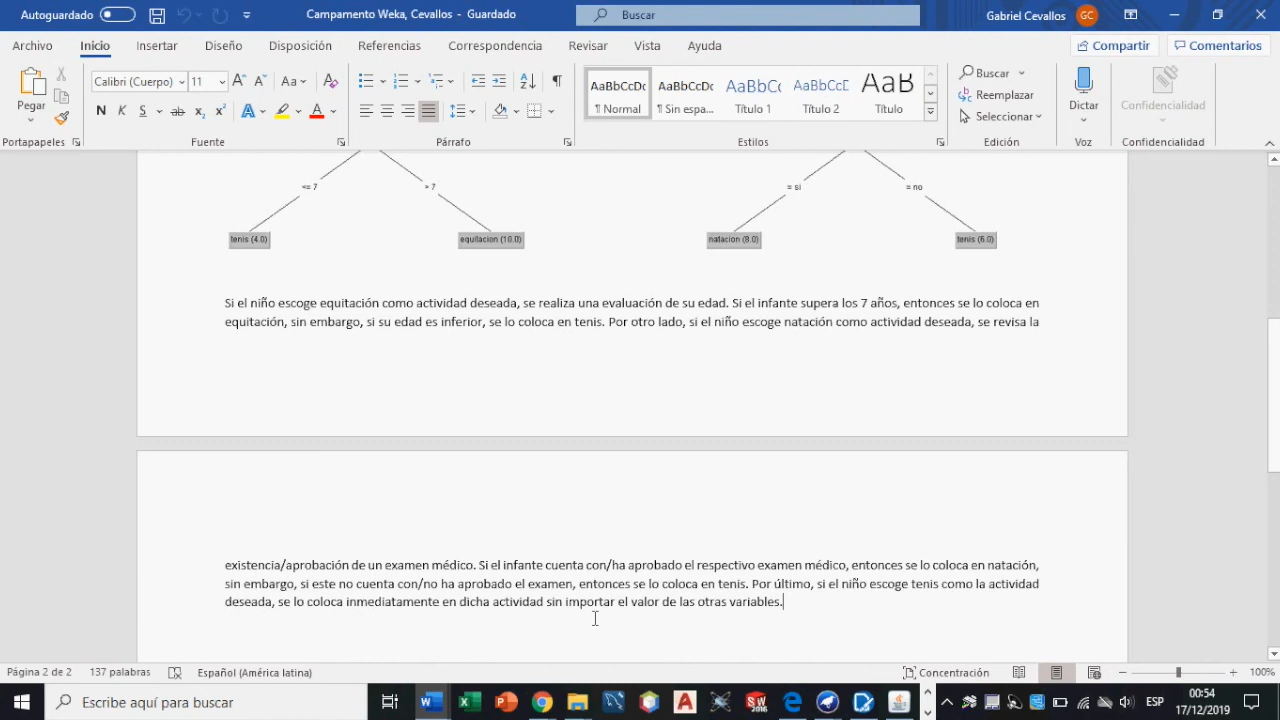 Autoguardado
Campamento Weka, Cevallos - Guardado
Buscar
Gabriel Cevallos
GC
Archivo Inicio Insertar Diseño Disposición Referencias Correspondencia Revisar Vista Ayuda
Compartir
Comentarios
Pegar
Portapapeles
Calibri (Cuerpo) 11
Fuente
Párrafo
AaBbCcDc
¶ Normal
AaBbCcDc
¶ Sin espa...
AaBbCc
Título 1
AaBbCcD
Título 2
AaB
Título
Estilos
Buscar
Reemplazar
Seleccionar
Edición
Dictar
Voz
Confidencialidad
Confidencialidad
<= 7 > 7 = si = no
tenis (4.0) equitacion (10.0) natacion (8.0) tenis (6.0)
Si el niño escoge equitación como actividad deseada, se realiza una evaluación de su edad. Si el infante supera los 7 años, entonces se lo coloca en
equitación, sin embargo, si su edad es inferior, se lo coloca en tenis. Por otro lado, si el niño escoge natación como actividad deseada, se revisa la
existencia/aprobación de un examen médico. Si el infante cuenta con/ha aprobado el respectivo examen médico, entonces se lo coloca en natación,
sin embargo, si este no cuenta con/no ha aprobado el examen, entonces se lo coloca en tenis. Por último, si el niño escoge tenis como la actividad
deseada, se lo coloca inmediatamente en dicha actividad sin importar el valor de las otras variables.
Página 2 de 2 137 palabras Español (América latina) Concentración 100%
Escribe aquí para buscar
ESP
00:54
17/12/2019